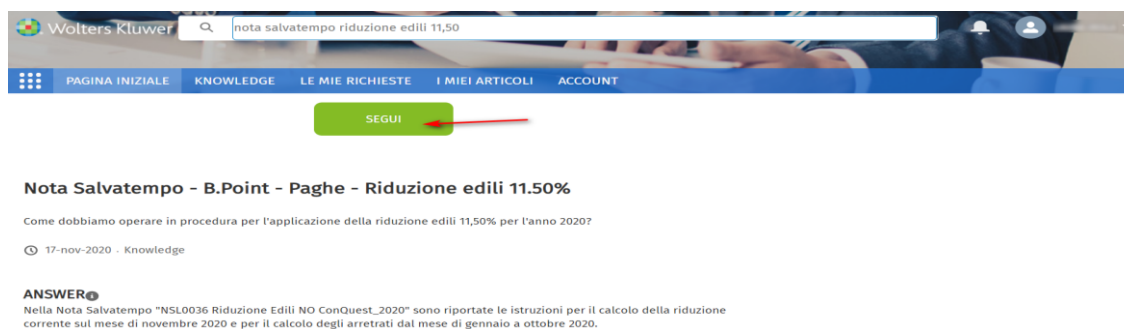 Wolters Kluwer
nota salvatempo riduzione edili 11,50
PAGINA INIZIALE KNOWLEDGE LE MIE RICHIESTE I MIEI ARTICOLI ACCOUNT
SEGUI
Nota Salvatempo - B.Point - Paghe - Riduzione edili 11.50%
Come dobbiamo operare in procedura per l'applicazione della riduzione edili 11,50% per l'anno 2020?
17-nov-2020 - Knowledge
ANSWER
Nella Nota Salvatempo "NSL0036 Riduzione Edili NO ConQuest_2020" sono riportate le istruzioni per il calcolo della riduzione
corrente sul mese di novembre 2020 e per il calcolo degli arretrati dal mese di gennaio a ottobre 2020.